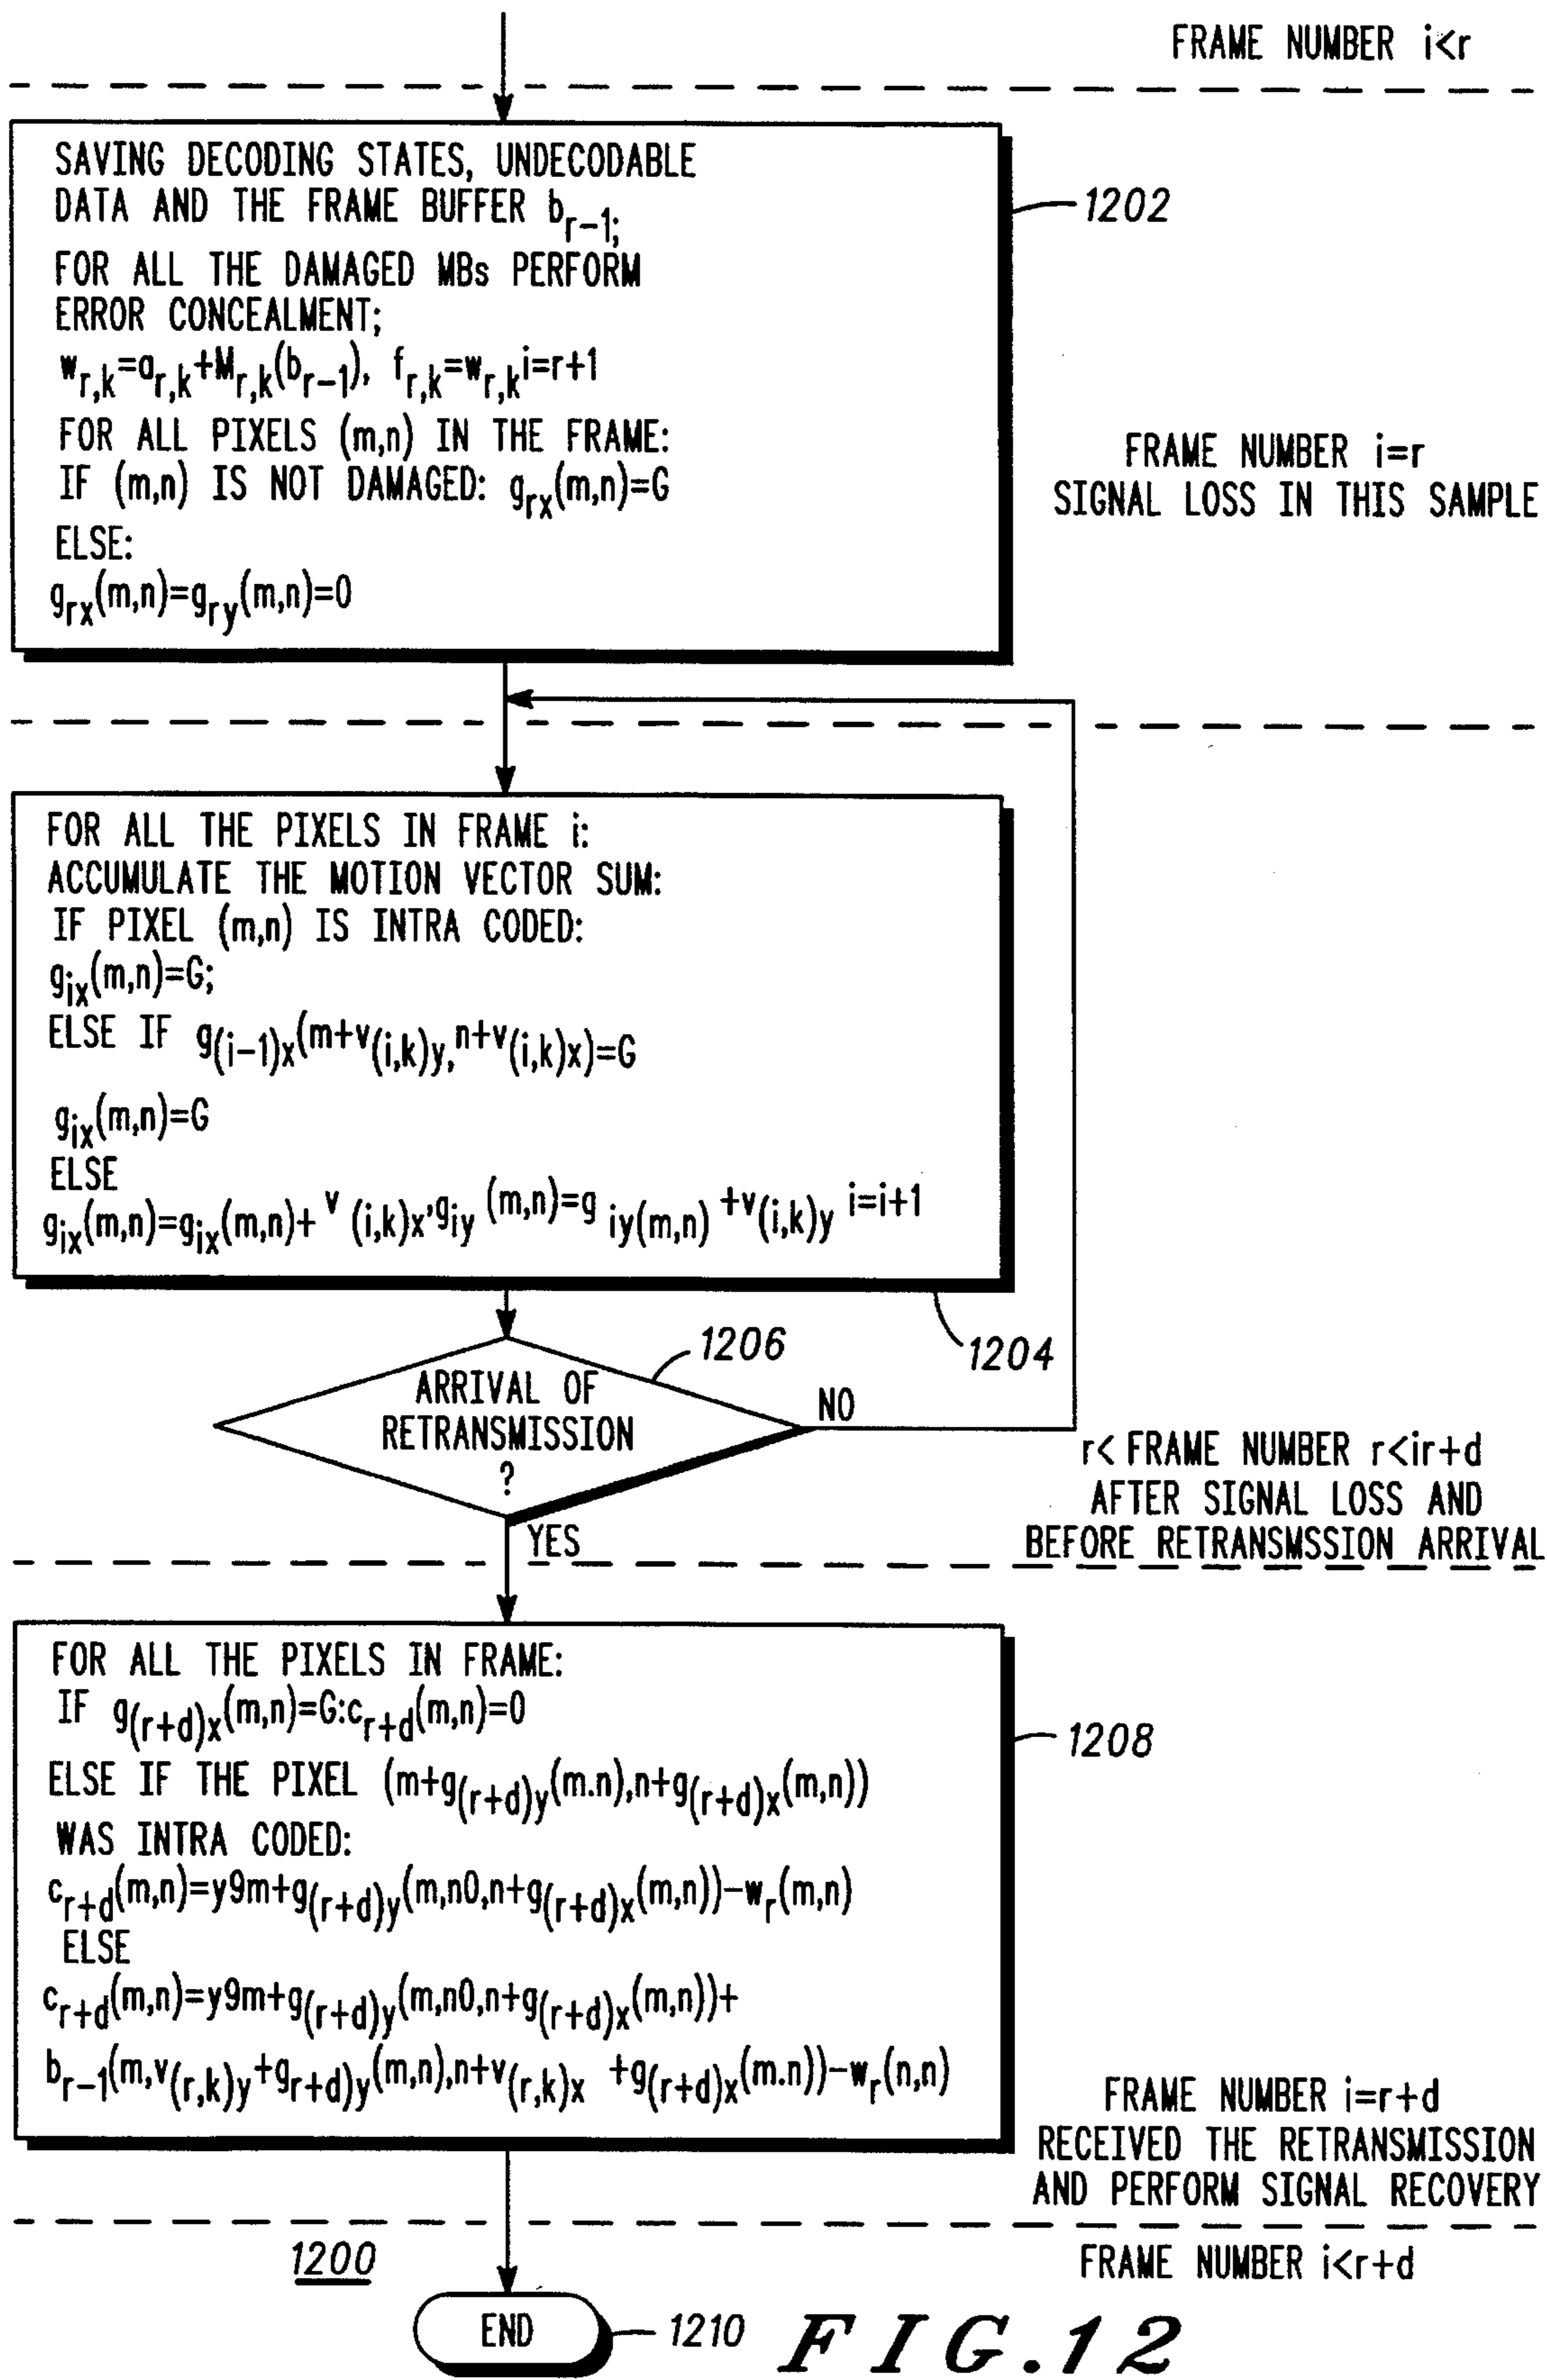 FRAME NUMBER i<r
SAVING DECODING STATES, UNDECODABLE
DATA AND THE FRAME BUFFER b_{r-1;}
FOR ALL THE DAMAGED MBs PERFORM
ERROR CONCEALMENT;
w_{r,k}=a_{r,k}+M_{r,k}(b_{r-1}), f_{r,k}=w_{r,k}i=r+1
FOR ALL PIXELS (m,n) IN THE FRAME:
IF (m,n) IS NOT DAMAGED: g_{rx}(m,n)=G
ELSE:
g_{rx}(m,n)=g_{ry}(m,n)=0
1202
FRAME NUMBER i=r
SIGNAL LOSS IN THIS SAMPLE
FOR ALL THE PIXELS IN FRAME i:
ACCUMULATE THE MOTION VECTOR SUM:
IF PIXEL (m,n) IS INTRA CODED:
g_{ix}(m,n)=G;
ELSE IF g_{(i-1)x}(m+v_{(i,k)y},n+v_{(i,k)x})=G
g_{ix}(m,n)=G
ELSE
g_{ix}(m,n)=g_{ix}(m,n)+v_{(i,k)x},g_{iy}(m,n)=g_{iy(m,n)}+v_{(i,k)y} i=i+1
1204
ARRIVAL OF
RETRANSMISSION
?
1206
NO
YES
r< FRAME NUMBER r<ir+d
AFTER SIGNAL LOSS AND
BEFORE RETRANSMSSION ARRIVAL
FOR ALL THE PIXELS IN FRAME:
IF g_{(r+d)x}(m,n)=G:c_{r+d}(m,n)=0
ELSE IF THE PIXEL (m+g_{(r+d)y}(m.n),n+g_{(r+d)x}(m,n))
WAS INTRA CODED:
c_{r+d}(m,n)=y9m+g_{(r+d)y}(m,n0,n+g_{(r+d)x}(m,n))-w_r(m,n)
ELSE
c_{r+d}(m,n)=y9m+g_{(r+d)y}(m,n0,n+g_{(r+d)x}(m,n))+
b_{r-1}(m,v_{(r,k)y}+g_{r+d)y}(m,n),n+v_{(r,k)x} +g_{(r+d)x}(m.n))-w_r(n,n)
1208
FRAME NUMBER i=r+d
RECEIVED THE RETRANSMISSION
AND PERFORM SIGNAL RECOVERY
FRAME NUMBER i<r+d
1200
END
1210
FIG.12